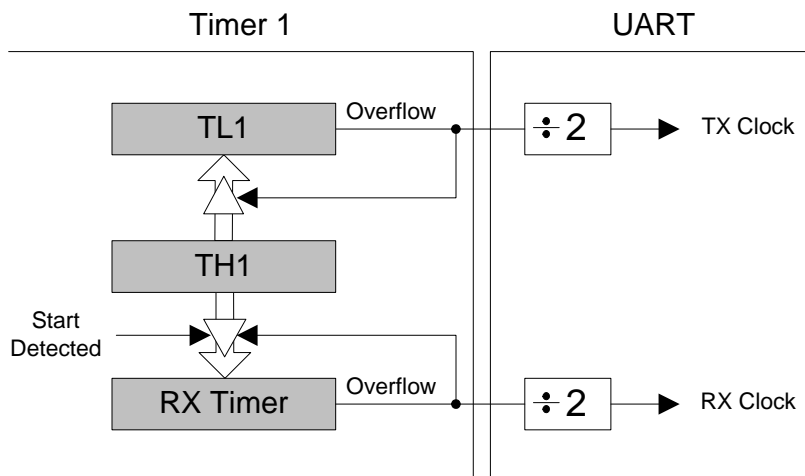 Timer 1
UART
TL1
Overflow
÷ 2
TX Clock
TH1
Start
Detected
RX Timer
Overflow
÷ 2
RX Clock